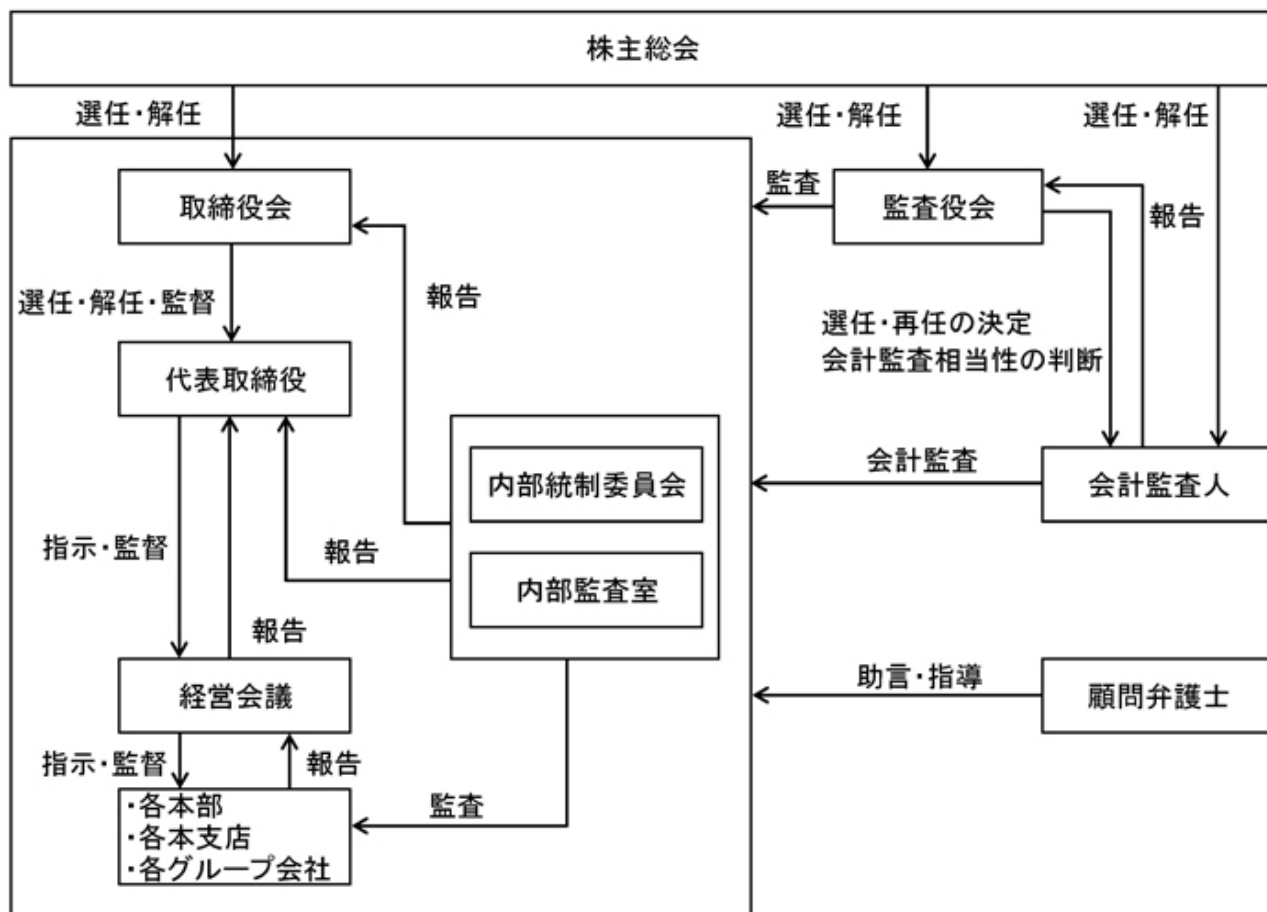 株主総会
選任・解任
選任・解任
選任・解任
取締役会
監査
監査役会
報告
選任・解任・監督
報告
選任・再任の決定
会計監査相当性の判断
代表取締役
内部統制委員会
会計監査
会計監査人
指示・監督
報告
内部監査室
報告
経営会議
助言・指導
顧問弁護士
指示・監督
報告
・各本部
・各本支店
・各グループ会社
監査